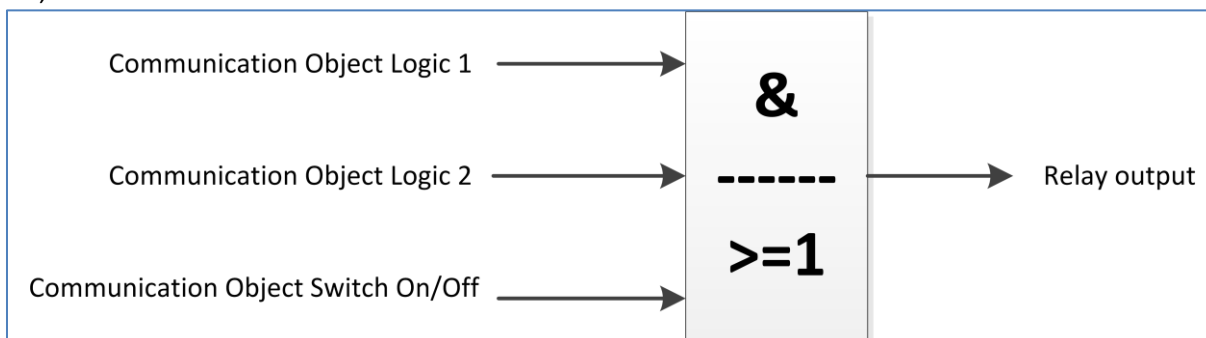 Communication Object Logic 1
&
Communication Object Logic 2
------
Relay output
>=1
Communication Object Switch On/Off